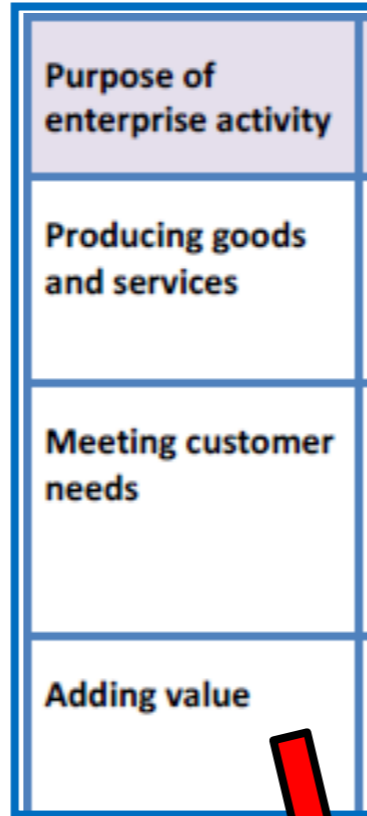 Purpose of
enterprise activity
Producing goods
and services
Meeting customer
needs
Adding value